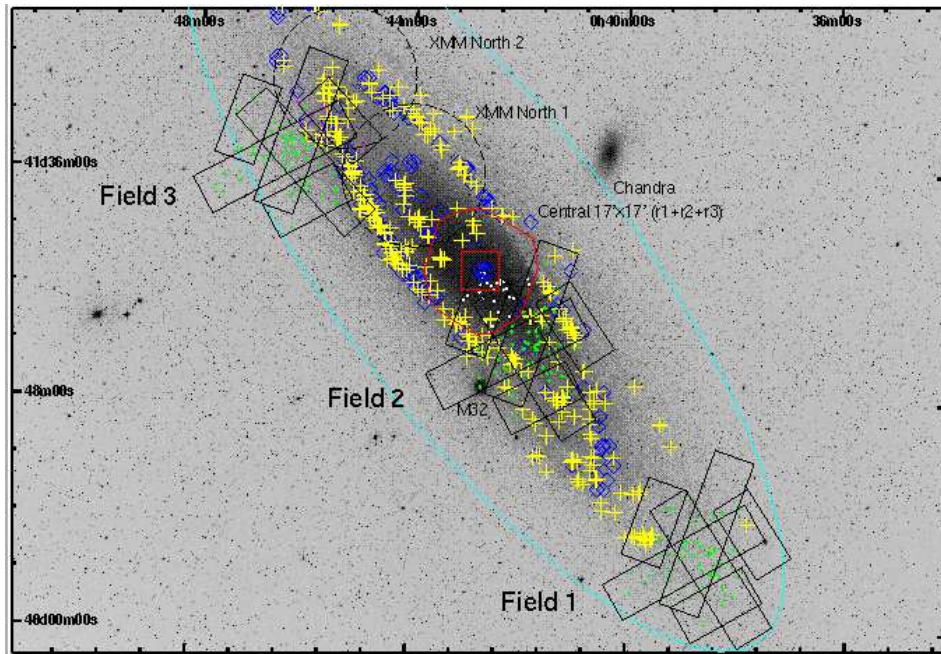 48m00s 44m00s 0h40m00s 36m00s
XMM North 2
XMM North 1
41d36m00s
Field 3
Chandra
Central 17'×17' (r1+r2+r3)
48m00s
Field 2
M32
Field 1
40d00m00s